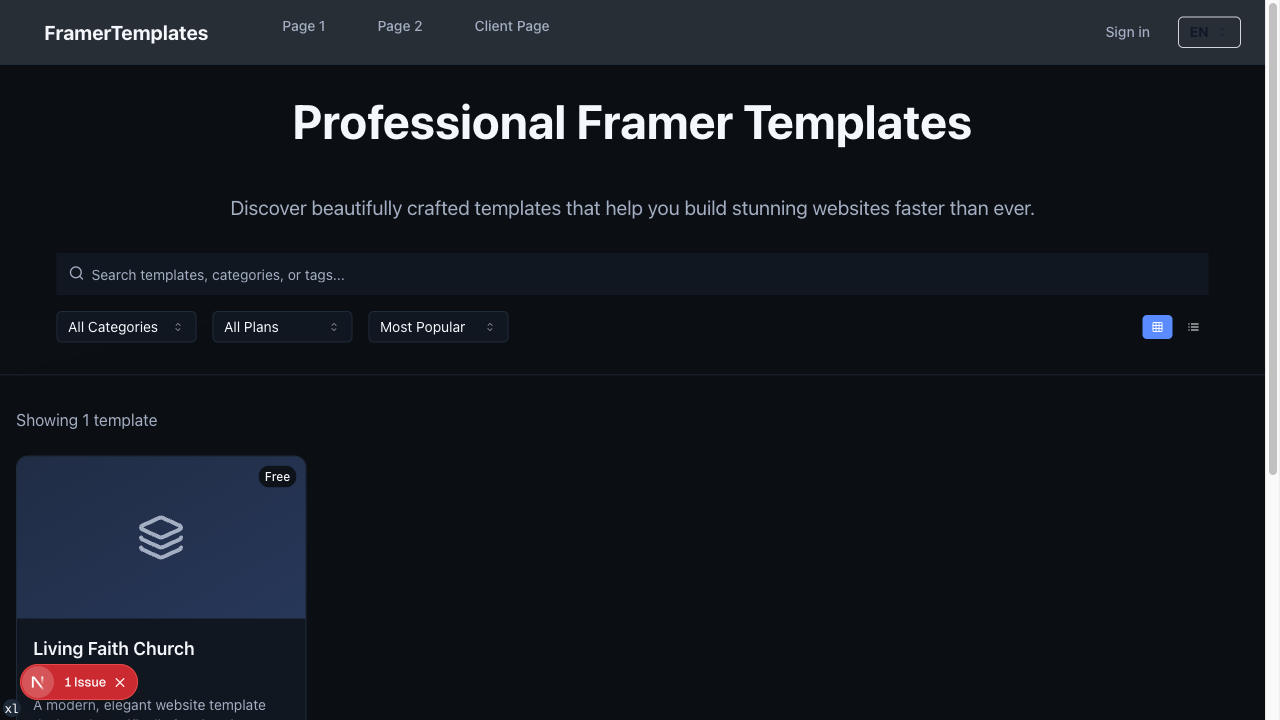 FramerTemplates
Page 1
Page 2
Client Page
Sign in
EN
Professional Framer Templates
Discover beautifully crafted templates that help you build stunning websites faster than ever.
Search templates, categories, or tags...
All Categories
All Plans
Most Popular
Showing 1 template
Free
Living Faith Church
1 Issue
A modern, elegant website template
xl